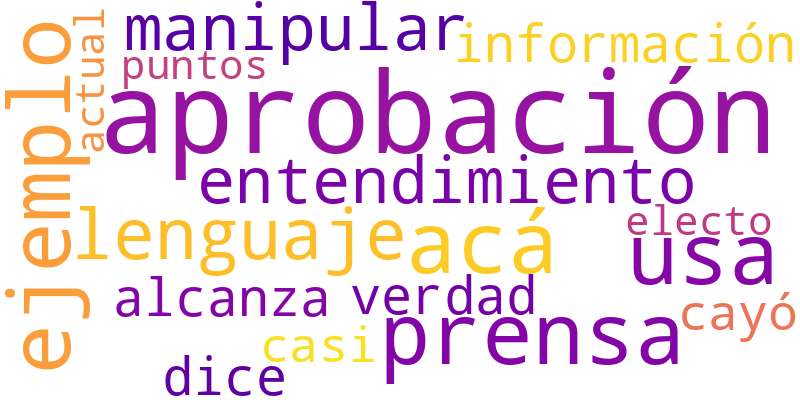 manipular
información
puntos
actual
ejemplo
aprobación
entendimiento
lenguaje
acá
electo
usa
alcanza
verdad
cayó
prensa
casi
dice